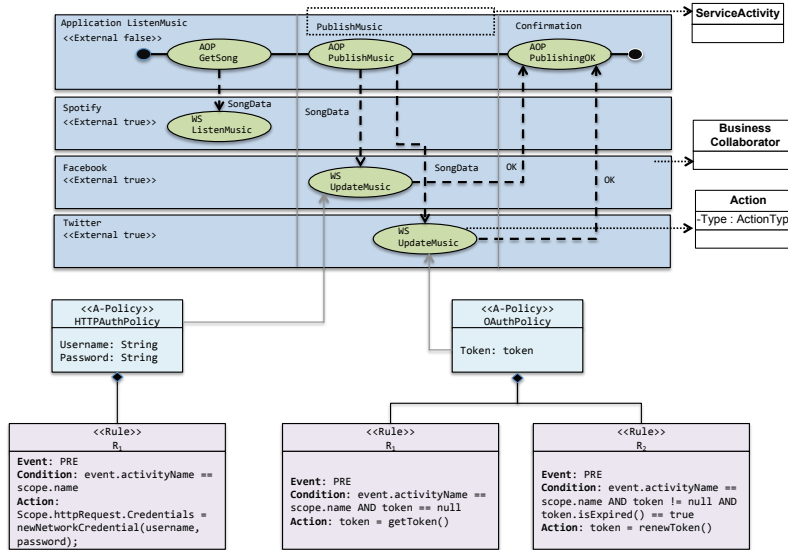 Application ListenMusic
<<External false>>
PublishMusic
Confirmation
ServiceActivity
AOP
GetSong
AOP
PublishMusic
AOP
PublishingOK
SongData
Spotify
<<External true>>
WS
ListenMusic
SongData
Business
Collaborator
Facebook
<<External true>>
WS
UpdateMusic
SongData
OK
OK
Action
-Type : ActionTyp
Twitter
<<External true>>
WS
UpdateMusic
<<A-Policy>>
HTTPAuthPolicy
Username: String
Password: String
<<A-Policy>>
OAuthPolicy
Token: token
<<Rule>>
R1
Event: PRE
Condition: event.activityName ==
scope.name
Action:
Scope.httpRequest.Credentials =
newNetworkCredential(username,
password);
<<Rule>>
R1
Event: PRE
Condition: event.activityName ==
scope.name AND token == null
Action: token = getToken()
<<Rule>>
R2
Event: PRE
Condition: event.activityName ==
scope.name AND token != null AND
token.isExpired() == true
Action: token = renewToken()